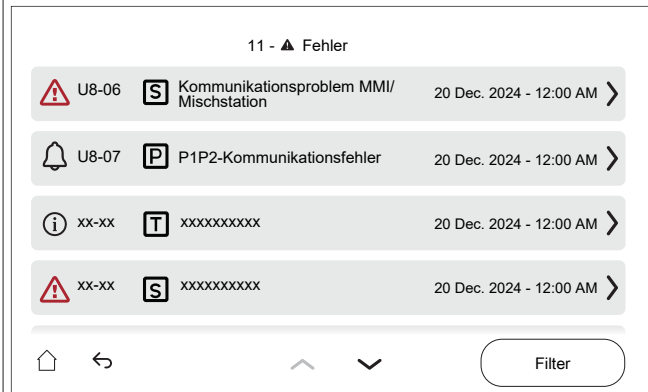 11 - ⚠ Fehler
U8-06 S Kommunikationsproblem MMI/
Mischstation 20 Dec. 2024 - 12:00 AM
U8-07 P P1P2-Kommunikationsfehler 20 Dec. 2024 - 12:00 AM
xx-xx T xxxxxxxxxx 20 Dec. 2024 - 12:00 AM
xx-xx S xxxxxxxxxx 20 Dec. 2024 - 12:00 AM
Filter